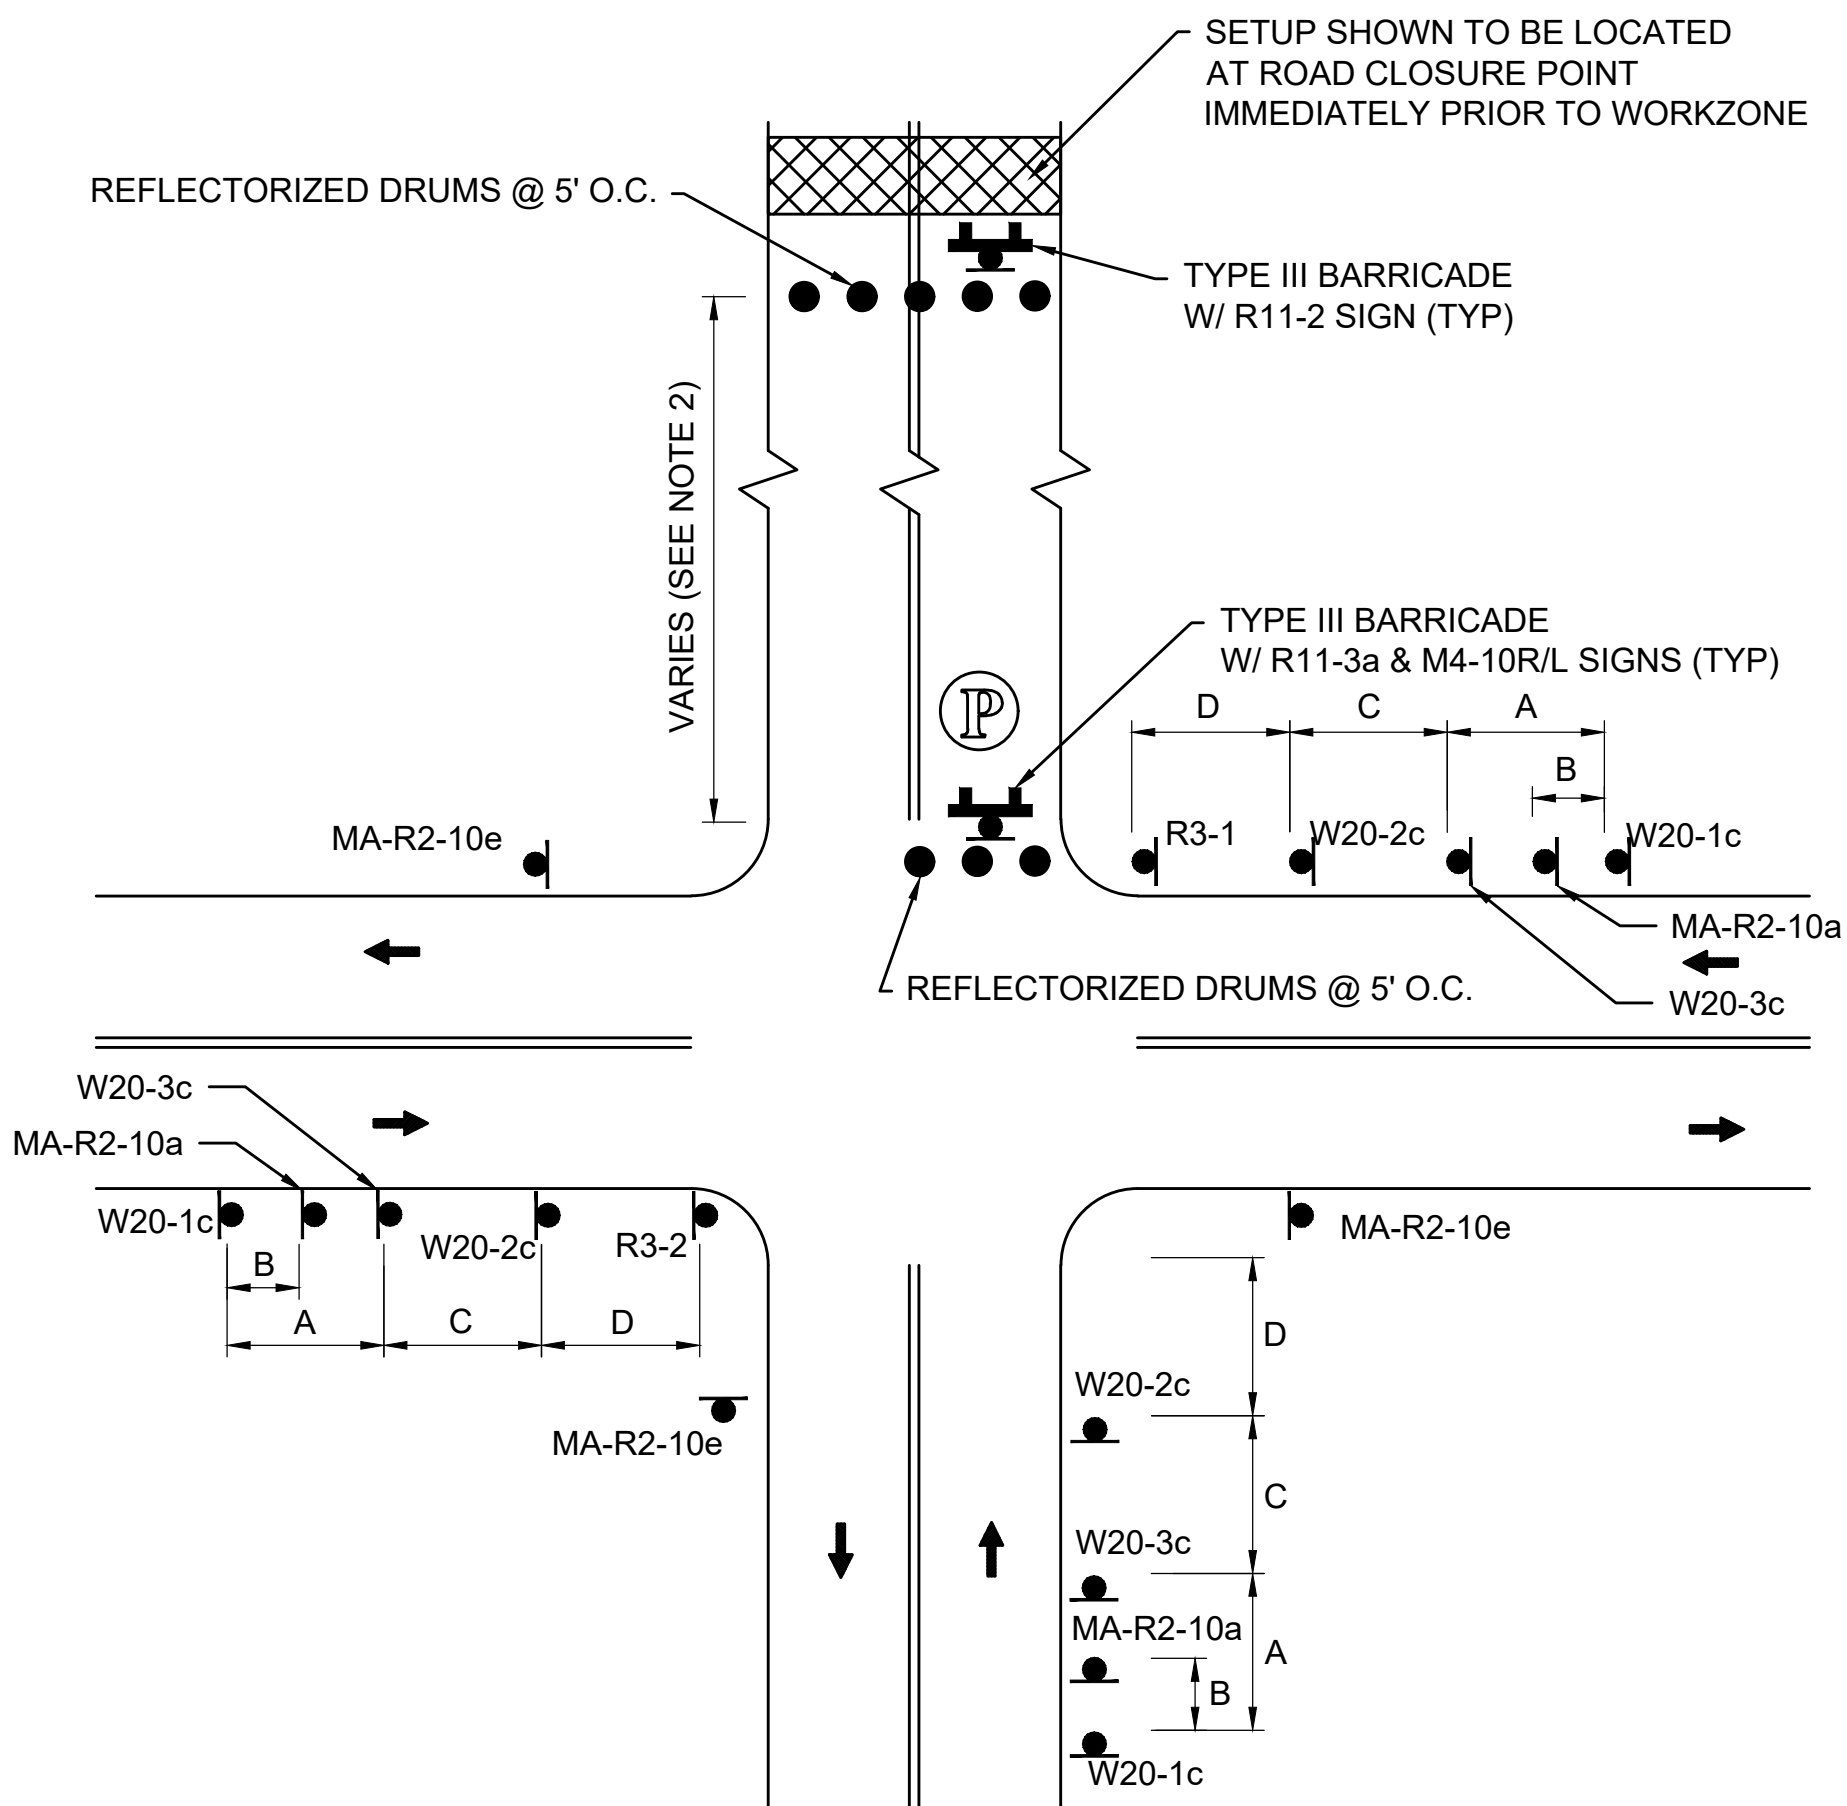 SETUP SHOWN TO BE LOCATED
AT ROAD CLOSURE POINT
IMMEDIATELY PRIOR TO WORKZONE
REFLECTORIZED DRUMS @ 5' O.C.
TYPE III BARRICADE
W/ R11-2 SIGN (TYP)
VARIES (SEE NOTE 2)
TYPE III BARRICADE
W/ R11-3a & M4-10R/L SIGNS (TYP)
P
D
C
A
B
MA-R2-10e
R3-1
W20-2c
W20-1c
MA-R2-10a
REFLECTORIZED DRUMS @ 5' O.C.
W20-3c
W20-3c
MA-R2-10a
W20-1c
W20-2c
R3-2
MA-R2-10e
B
A
C
D
D
W20-2c
MA-R2-10e
C
W20-3c
MA-R2-10a
A
B
W20-1c